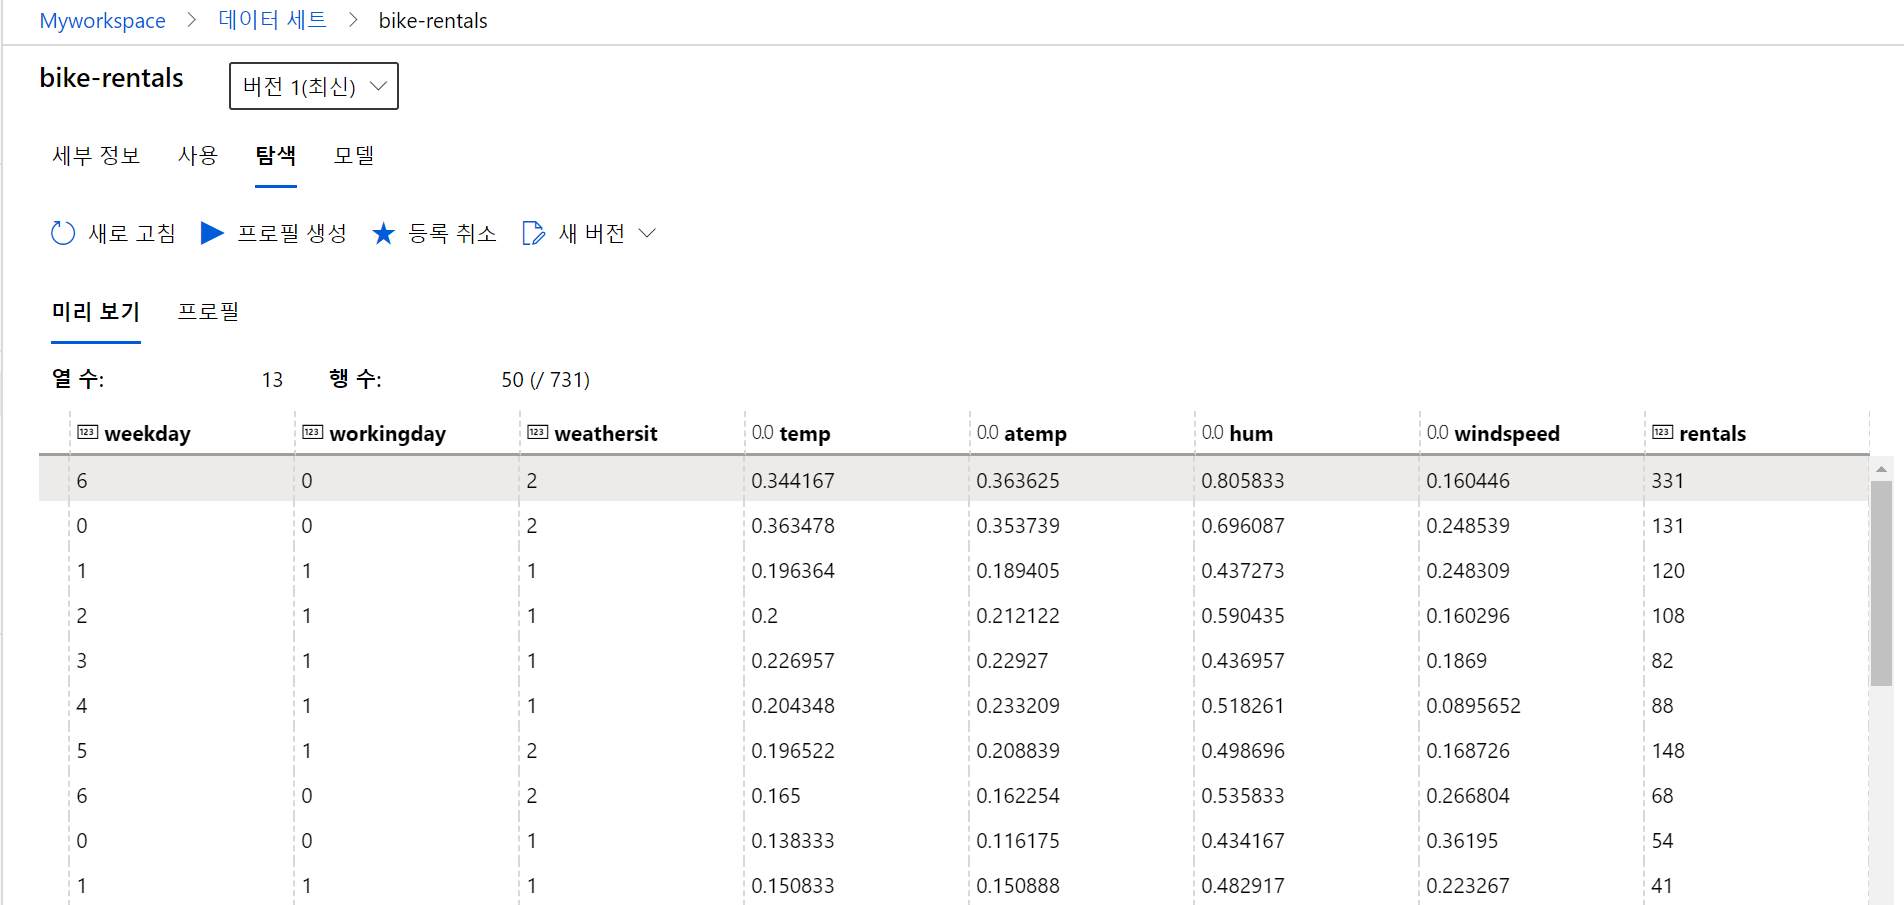 Myworkspace > 데이터 세트 > bike-rentals
bike-rentals 버전 1(최신)
세부 정보 사용 탐색 모델
새로 고침 프로필 생성 등록 취소 새 버전
미리 보기 프로필
열 수: 13 행 수: 50 (/ 731)
123 weekday 123 workingday 123 weathersit 0.0 temp 0.0 atemp 0.0 hum 0.0 windspeed 123 rentals
6 0 2 0.344167 0.363625 0.805833 0.160446 331
0 0 2 0.363478 0.353739 0.696087 0.248539 131
1 1 1 0.196364 0.189405 0.437273 0.248309 120
2 1 1 0.2 0.212122 0.590435 0.160296 108
3 1 1 0.226957 0.22927 0.436957 0.1869 82
4 1 1 0.204348 0.233209 0.518261 0.0895652 88
5 1 2 0.196522 0.208839 0.498696 0.168726 148
6 0 2 0.165 0.162254 0.535833 0.266804 68
0 0 1 0.138333 0.116175 0.434167 0.36195 54
1 1 1 0.150833 0.150888 0.482917 0.223267 41